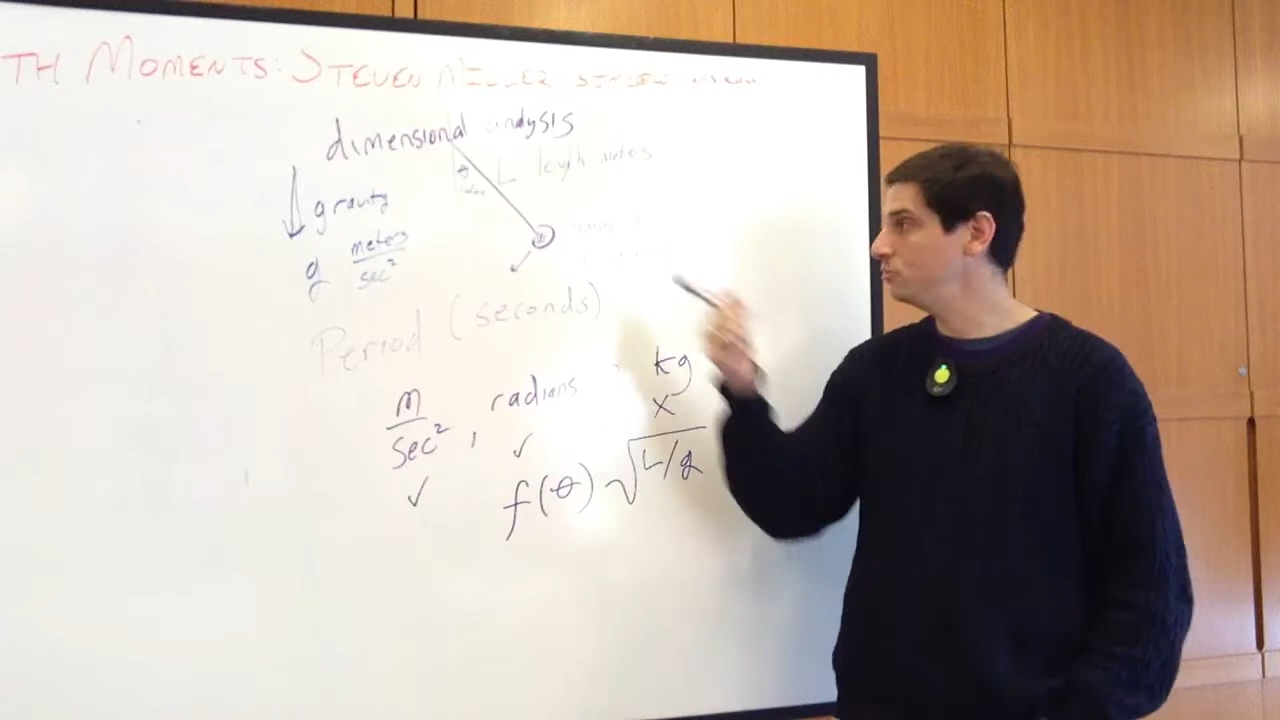 TH MOMENTS: STEVEN MILLER
dimensional analysis
θ L length meters
gravity
g meters/sec²
Period (seconds)
m/sec², radians kg
✓ ✓ X
f(θ) √L/g